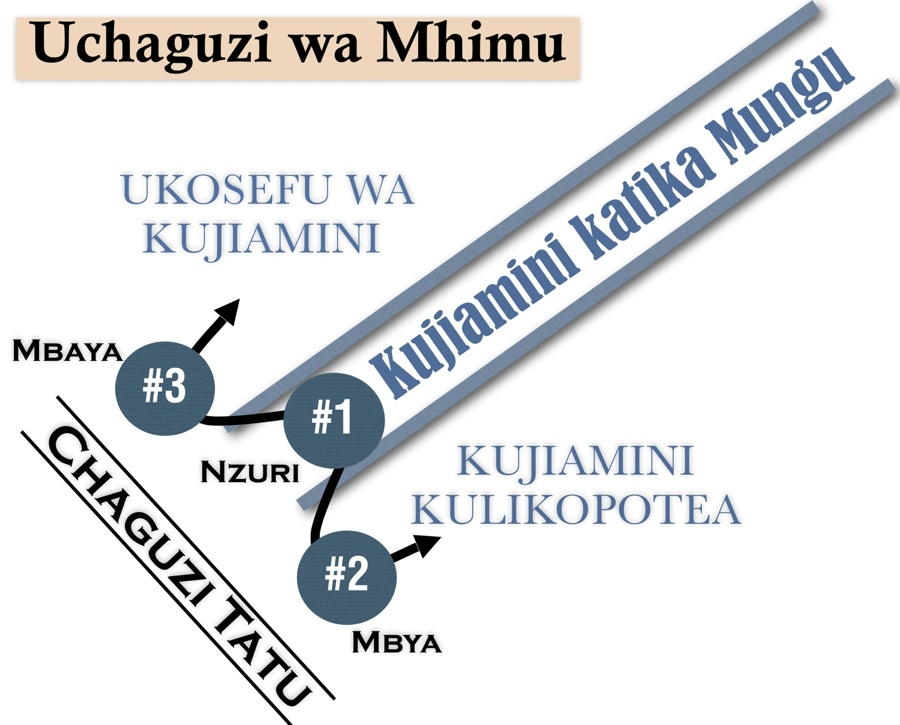 Uchaguzi wa Mhimu
Kujiamini katika Mungu
UKOSEFU WA
KUJIAMINI
MBAYA
#3
#1
NZURI
KUJIAMINI
KULIKOPOTEA
#2
MBYA
CHAGUZI TATU